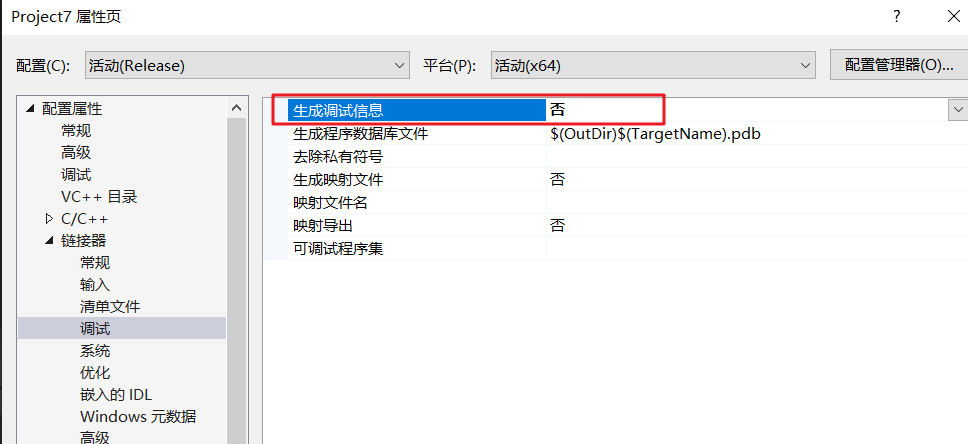 Project7 属性页
?
配置(C):
活动(Release)
平台(P):
活动(x64)
配置管理器(O)...
配置属性
常规
高级
调试
VC++ 目录
C/C++
链接器
常规
输入
清单文件
调试
系统
优化
嵌入的 IDL
Windows 元数据
高级
生成调试信息 否
生成程序数据库文件 $(OutDir)$(TargetName).pdb
去除私有符号
生成映射文件 否
映射文件名
映射导出 否
可调试程序集